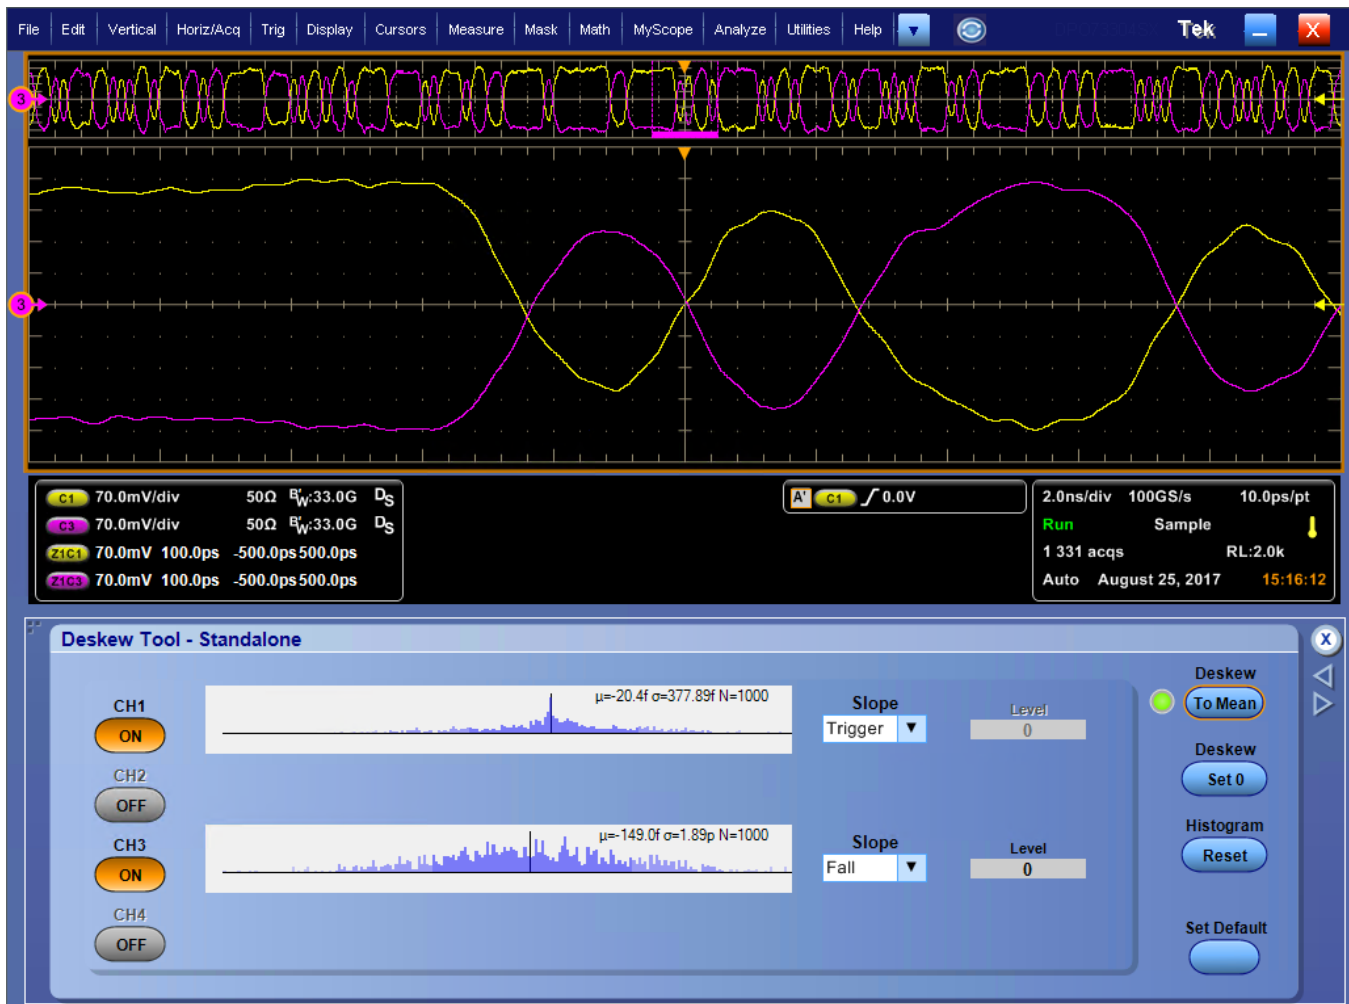 File Edit Vertical Horiz/Acq Trig Display Cursors Measure Mask Math MyScope Analyze Utilities Help Tek X
3
3
C1 70.0mV/div 50Ω BW:33.0G DS
C3 70.0mV/div 50Ω BW:33.0G DS
Z1C1 70.0mV 100.0ps -500.0ps 500.0ps
Z1C3 70.0mV 100.0ps -500.0ps 500.0ps
A' C1 0.0V
2.0ns/div 100GS/s 10.0ps/pt
Run Sample
1 331 acqs RL:2.0k
Auto August 25, 2017 15:16:12
Deskew Tool - Standalone
X
CH1
ON
μ=-20.4f σ=377.89f N=1000
Slope
Trigger
Level
0
CH2
OFF
CH3
ON
μ=-149.0f σ=1.89p N=1000
Slope
Fall
Level
0
CH4
OFF
Deskew
To Mean
Deskew
Set 0
Histogram
Reset
Set Default